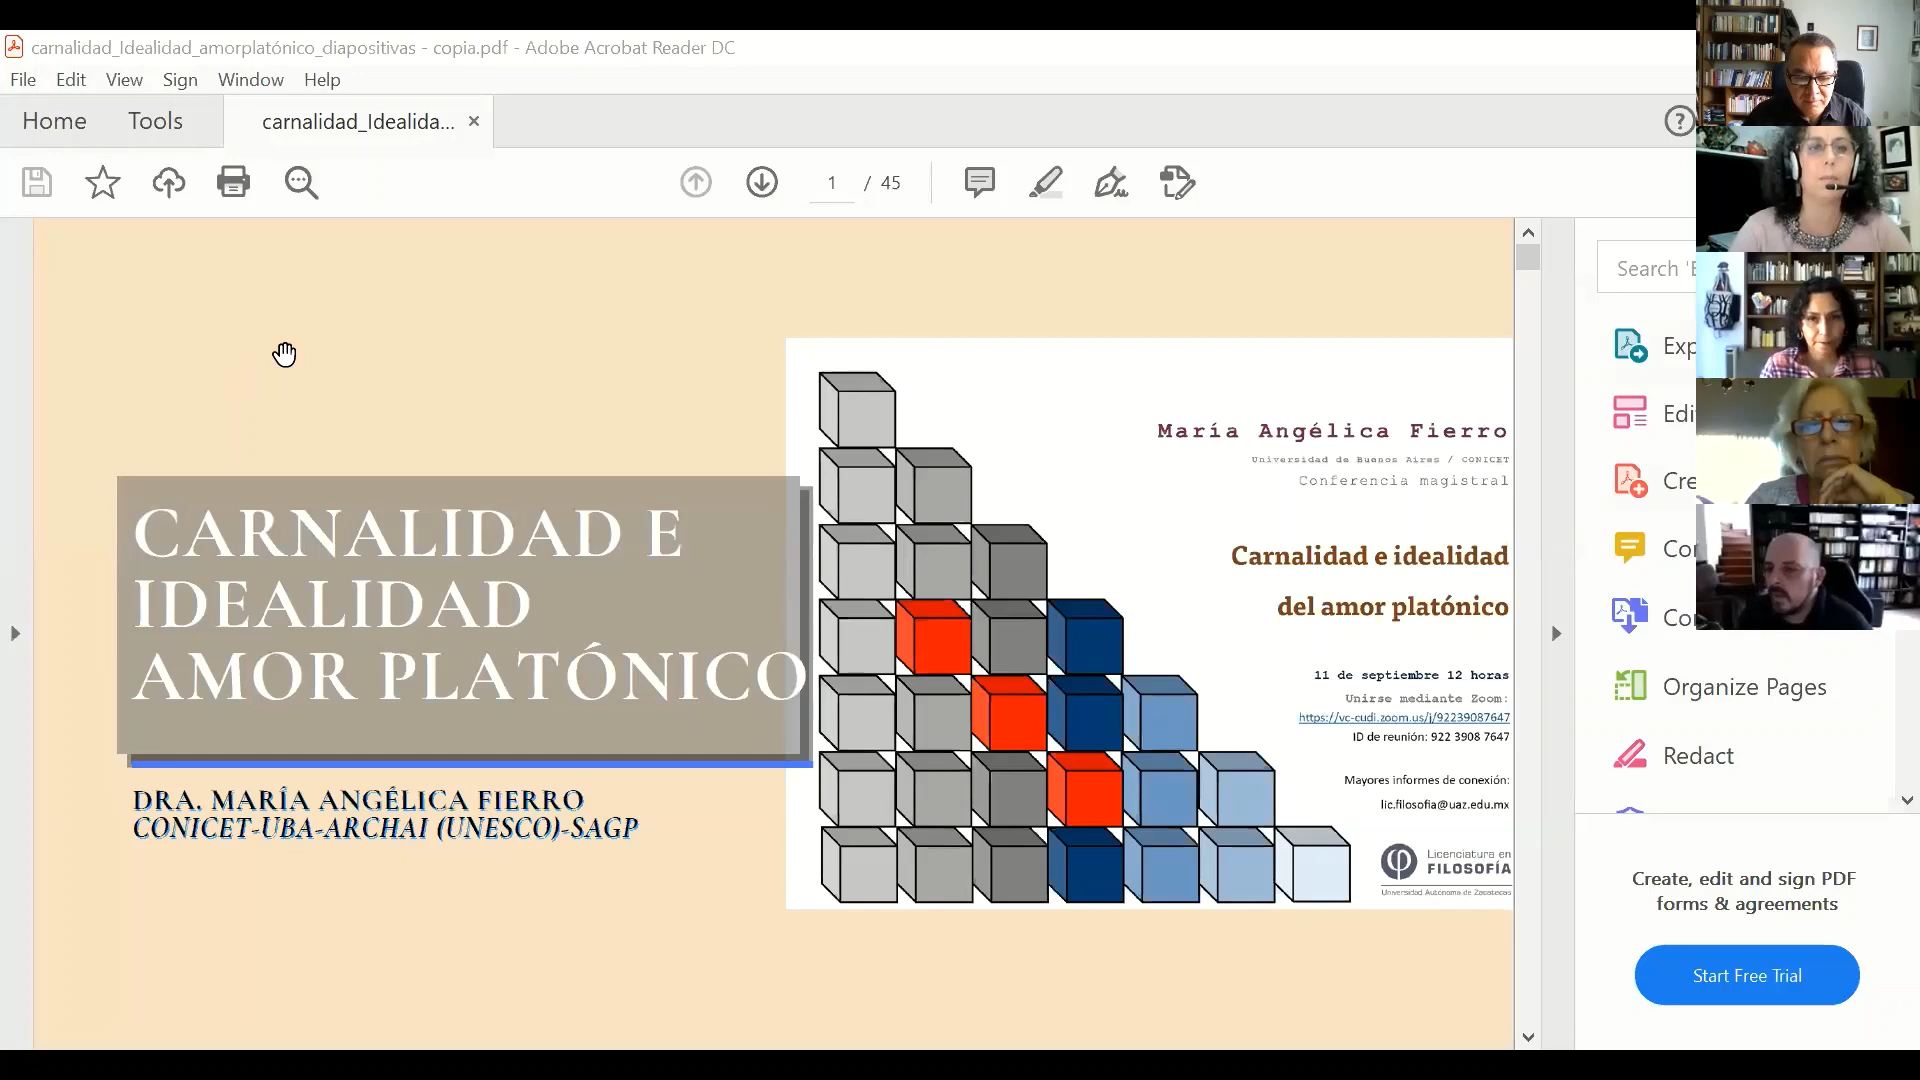 carnalidad_Idealidad_amorplatónico_diapositivas - copia.pdf - Adobe Acrobat Reader DC
File Edit View Sign Window Help
Home Tools carnalidad_Idealida... ×
1 / 45
CARNALIDAD E
IDEALIDAD
AMOR PLATÓNICO
DRA. MARÍA ANGÉLICA FIERRO
CONICET-UBA-ARCHAI (UNESCO)-SAGP
María Angélica Fierro
Universidad de Buenos Aires / CONICET
Conferencia magistral
Carnalidad e idealidad
del amor platónico
11 de septiembre 12 horas
Unirse mediante Zoom:
https://vc-cudi.zoom.us/j/92239087647
ID de reunión: 922 3908 7647
Mayores informes de conexión:
lic.filosofia@uaz.edu.mx
Licenciatura en
FILOSOFÍA
Universidad Autónoma de Zacatecas
Search 'E
Exp
Edi
Cre
Co
Co
Organize Pages
Redact
Create, edit and sign PDF
forms & agreements
Start Free Trial